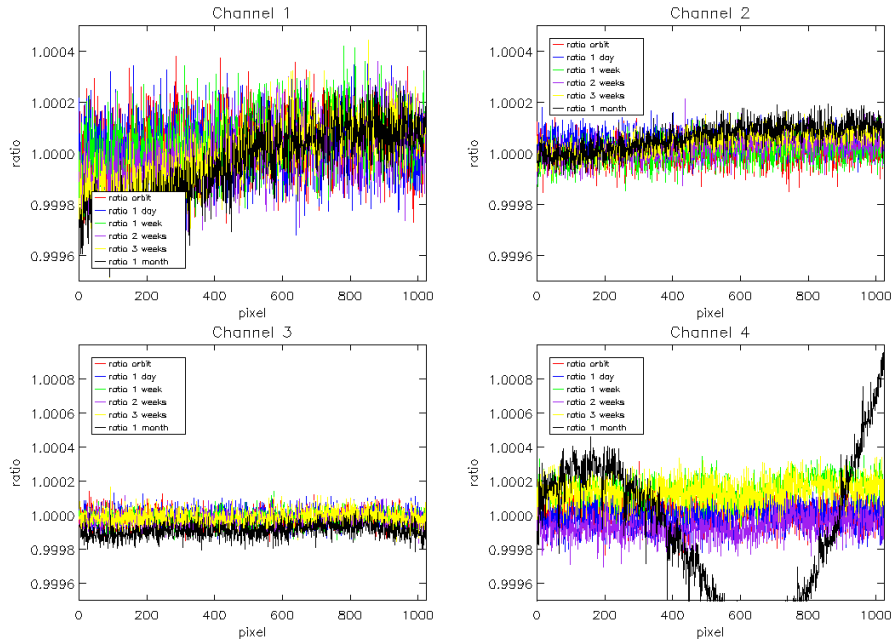 Channel 1
1.0004
1.0002
1.0000
0.9998
0.9996
ratio
ratio orbit
ratio 1 day
ratio 1 week
ratio 2 weeks
ratio 3 weeks
ratio 1 month
0 200 400 600 800 1000
pixel
Channel 2
1.0004
1.0002
1.0000
0.9998
0.9996
ratio
ratio orbit
ratio 1 day
ratio 1 week
ratio 2 weeks
ratio 3 weeks
ratio 1 month
0 200 400 600 800 1000
pixel
Channel 3
1.0008
1.0006
1.0004
1.0002
1.0000
0.9998
0.9996
ratio
ratio orbit
ratio 1 day
ratio 1 week
ratio 2 weeks
ratio 3 weeks
ratio 1 month
0 200 400 600 800 1000
pixel
Channel 4
1.0008
1.0006
1.0004
1.0002
1.0000
0.9998
0.9996
ratio
ratio orbit
ratio 1 day
ratio 1 week
ratio 2 weeks
ratio 3 weeks
ratio 1 month
0 200 400 600 800 1000
pixel